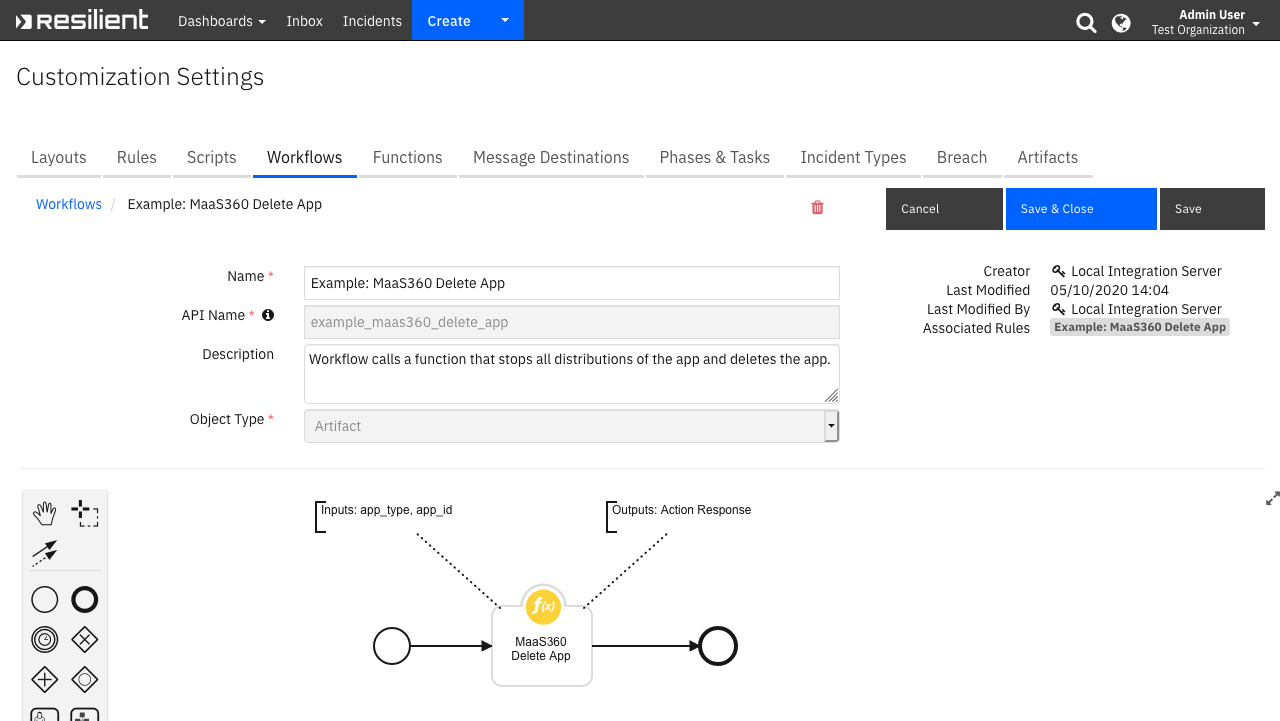 resilient Dashboards Inbox Incidents Create Admin User
Test Organization
Customization Settings
Layouts Rules Scripts Workflows Functions Message Destinations Phases & Tasks Incident Types Breach Artifacts
Workflows / Example: MaaS360 Delete App Cancel Save & Close Save
Name * Example: MaaS360 Delete App
API Name * example_maas360_delete_app
Description Workflow calls a function that stops all distributions of the app and deletes the app.
Object Type * Artifact
Creator Local Integration Server
Last Modified 05/10/2020 14:04
Last Modified By Local Integration Server
Associated Rules Example: MaaS360 Delete App
Inputs: app_type, app_id Outputs: Action Response
f(x)
MaaS360
Delete App